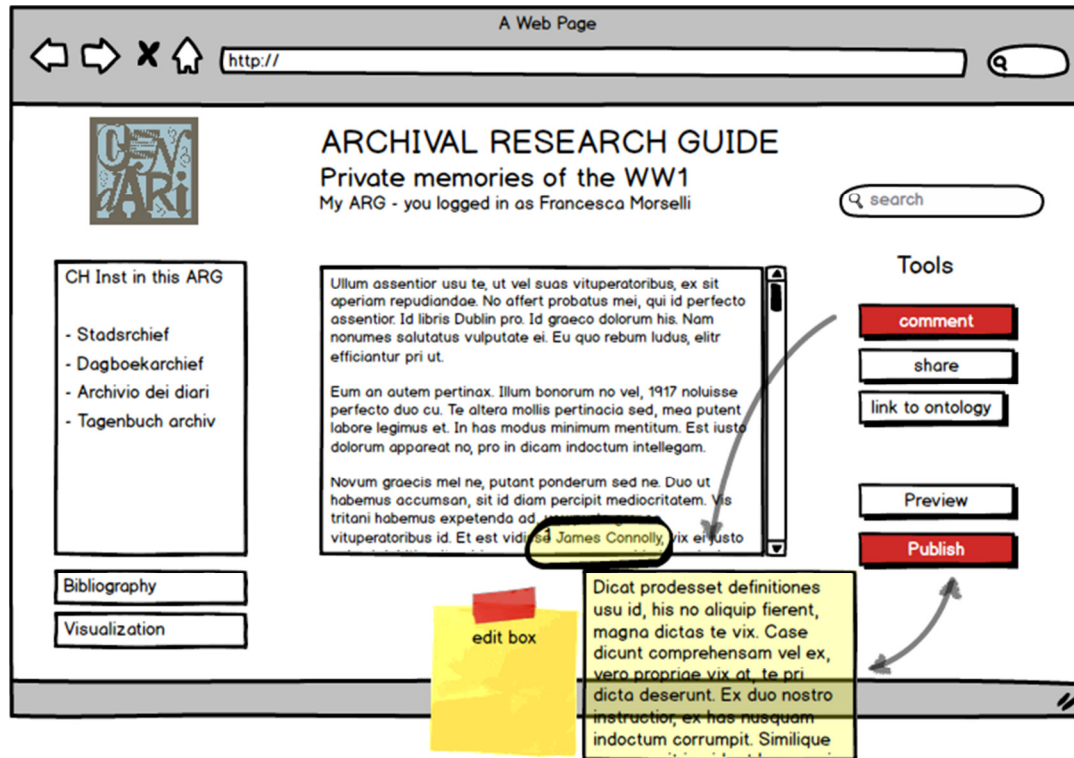 A Web Page
http://
CENDARI
ARCHIVAL RESEARCH GUIDE
Private memories of the WW1
My ARG - you logged in as Francesca Morselli
search
CH Inst in this ARG
- Stadsrchief
- Dagboekarchief
- Archivio dei diari
- Tagenbuch archiv
Bibliography
Visualization
Ullum assentior usu te, ut vel suas vituperatoribus, ex sit
aperiam repudiandae. No affert probatus mei, qui id perfecto
assentior. Id libris Dublin pro. Id graeco dolorum his. Nam
nonumes salutatus vulputate ei. Eu quo rebum ludus, elitr
efficiantur pri ut.
Eum an autem pertinax. Illum bonorum no vel, 1917 noluisse
perfecto duo cu. Te altera mollis pertinacia sed, mea putent
labore legimus et. In has modus minimum mentitum. Est iusto
dolorum appareat no, pro in dicam indoctum intellegam.
Novum graecis mel ne, putant ponderum sed ne. Duo ut
habemus accumsan, sit id diam percipit mediocritatem. Vis
tritani habemus expetenda ad,
vituperatoribus id. Et est vidisse James Connolly, vix ei justo
Tools
comment
share
link to ontology
Preview
Publish
edit box
Dicat prodesset definitiones
usu id, his no aliquip fierent,
magna dictas te vix. Case
dicunt comprehensam vel ex,
vero propriae vix at, te pri
dicta deserunt. Ex duo nostro
instructior, ex has nusquam
indoctum corrumpit. Similique